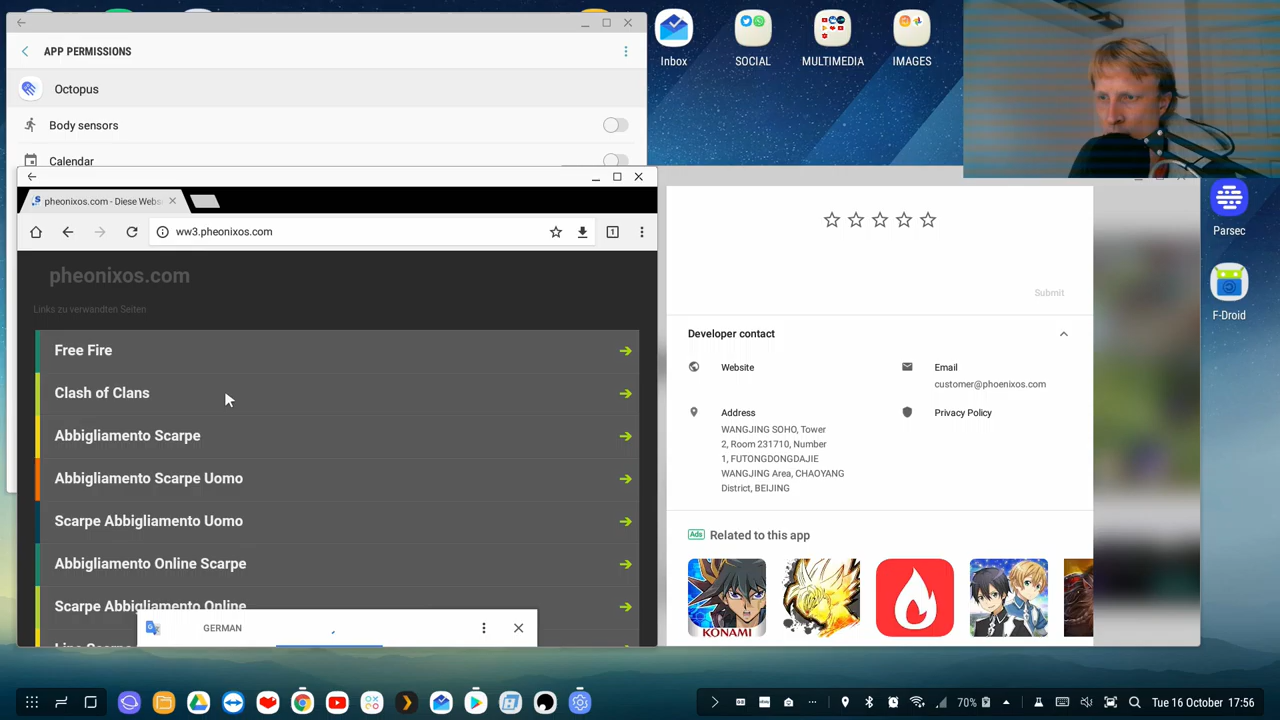 Inbox
SOCIAL
MULTIMEDIA
IMAGES
APP PERMISSIONS
Octopus
Body sensors
Calendar
pheonixos.com - Diese Webs
ww3.pheonixos.com
1
pheonixos.com
Links zu verwandten Seiten
Free Fire
Clash of Clans
Abbigliamento Scarpe
Abbigliamento Scarpe Uomo
Scarpe Abbigliamento Uomo
Abbigliamento Online Scarpe
Scarpe Abbigliamento Online
GERMAN
Submit
Developer contact
Website
Email
customer@phoenixos.com
Address
WANGJING SOHO, Tower
2, Room 231710, Number
1, FUTONGDONGDAJIE
WANGJING Area, CHAOYANG
District, BEIJING
Privacy Policy
Ads Related to this app
KONAMI
Parsec
F-Droid
70%
Tue 16 October 17:56